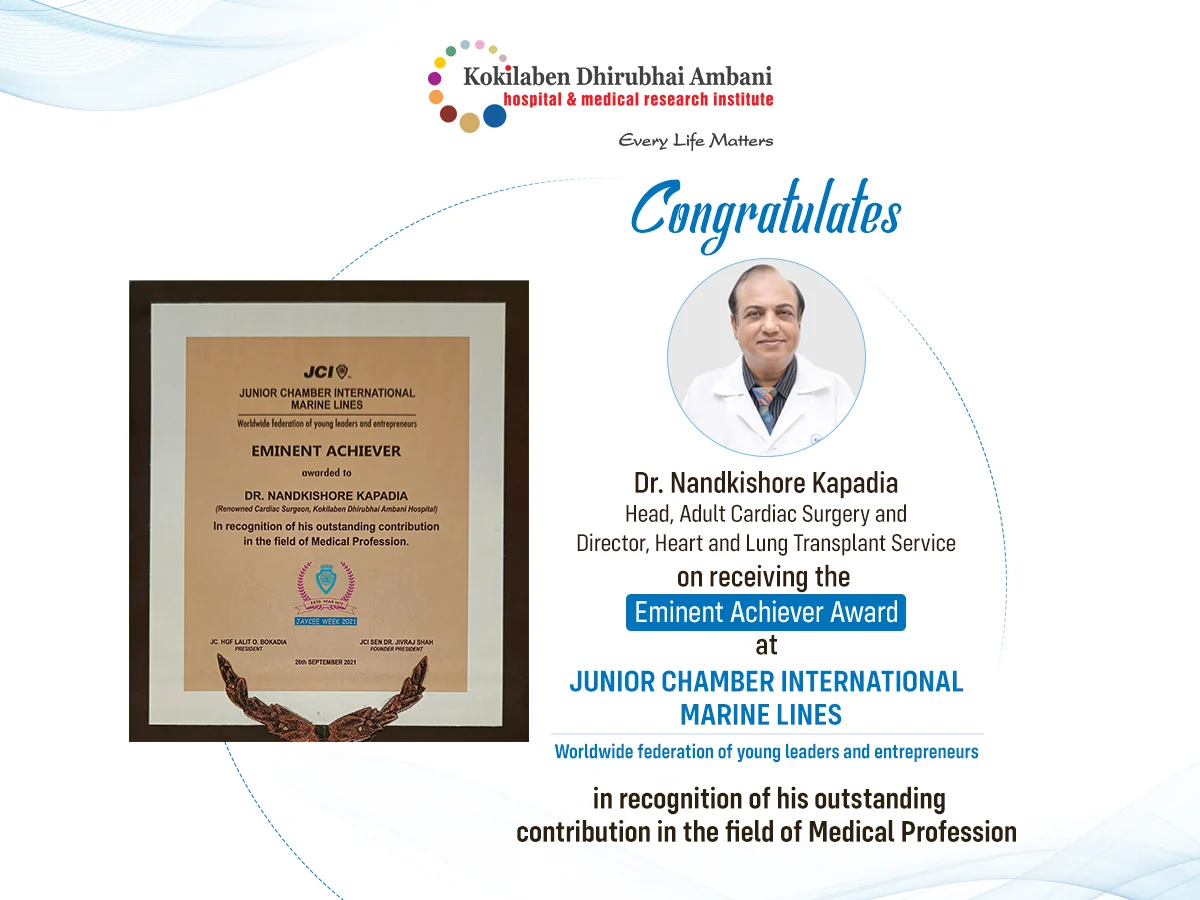 Kokilaben Dhirubhai Ambani
hospital & medical research institute
Every Life Matters
Congratulates
JCI
JUNIOR CHAMBER INTERNATIONAL
MARINE LINES
Worldwide federation of young leaders and entrepreneurs
EMINENT ACHIEVER
awarded to
DR. NANDKISHORE KAPADIA
(Renowned Cardiac Surgeon, Kokilaben Dhirubhai Ambani Hospital)
In recognition of his outstanding contribution
in the field of Medical Profession.
JAYCEE WEEK 2021
JC. HGF LALIT O. BOKADIA
PRESIDENT
JCI SEN DR. JIVRAJ SHAH
FOUNDER PRESIDENT
26th SEPTEMBER 2021
Dr. Nandkishore Kapadia
Head, Adult Cardiac Surgery and
Director, Heart and Lung Transplant Service
on receiving the
Eminent Achiever Award
at
JUNIOR CHAMBER INTERNATIONAL
MARINE LINES
Worldwide federation of young leaders and entrepreneurs
in recognition of his outstanding
contribution in the field of Medical Profession